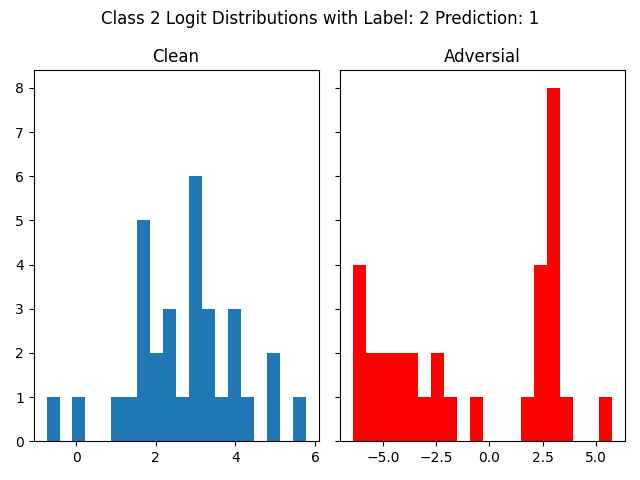 Class 2 Logit Distributions with Label: 2 Prediction: 1
Clean
Adversial
8
7
6
5
4
3
2
1
0
0 2 4 6
−5.0 −2.5 0.0 2.5 5.0